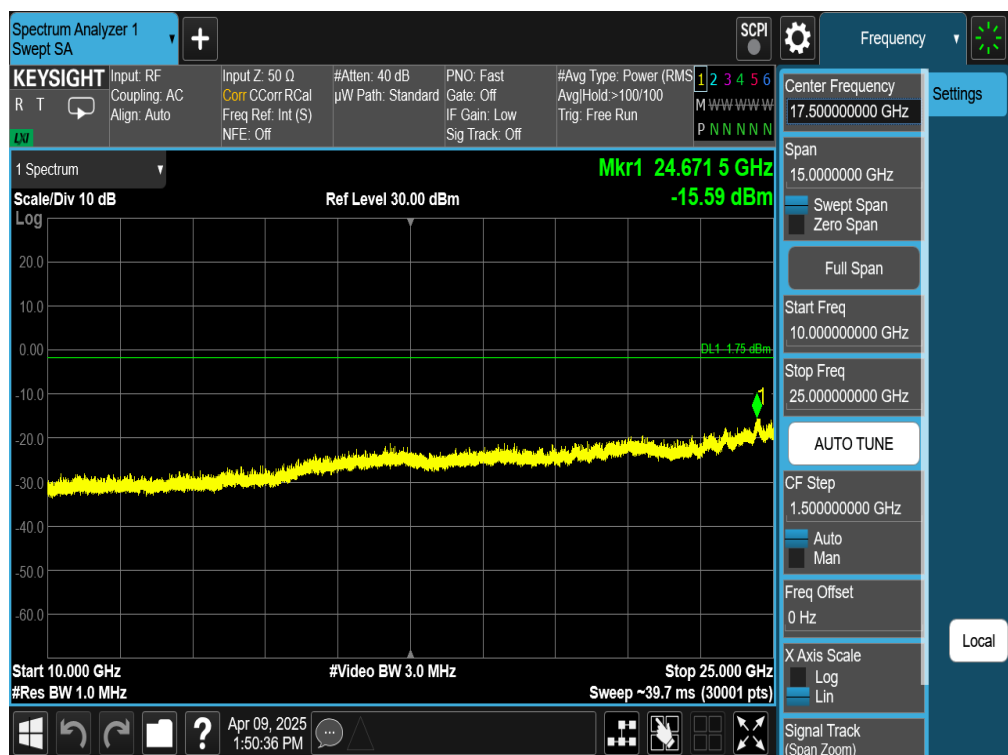 Spectrum Analyzer 1
Swept SA
+
SCPI
Frequency
KEYSIGHT
R T
LXI
Input: RF
Coupling: AC
Align: Auto
Input Z: 50 Ω
Corr CCorr RCal
Freq Ref: Int (S)
NFE: Off
#Atten: 40 dB
µW Path: Standard
PNO: Fast
Gate: Off
IF Gain: Low
Sig Track: Off
#Avg Type: Power (RMS
Avg|Hold:>100/100
Trig: Free Run
1 2 3 4 5 6
M W W W W W
P N N N N N
1 Spectrum
Mkr1 24.671 5 GHz
-15.59 dBm
Scale/Div 10 dB
Ref Level 30.00 dBm
Log
20.0
10.0
0.00
DL1 -1.75 dBm
-10.0
1
-20.0
-30.0
-40.0
-50.0
-60.0
Start 10.000 GHz
#Video BW 3.0 MHz
Stop 25.000 GHz
#Res BW 1.0 MHz
Sweep ~39.7 ms (30001 pts)
Center Frequency
17.500000000 GHz
Settings
Span
15.0000000 GHz
Swept Span
Zero Span
Full Span
Start Freq
10.000000000 GHz
Stop Freq
25.000000000 GHz
AUTO TUNE
CF Step
1.500000000 GHz
Auto
Man
Freq Offset
0 Hz
X Axis Scale
Log
Lin
Local
Signal Track
(Span Zoom)
?
Apr 09, 2025
1:50:36 PM